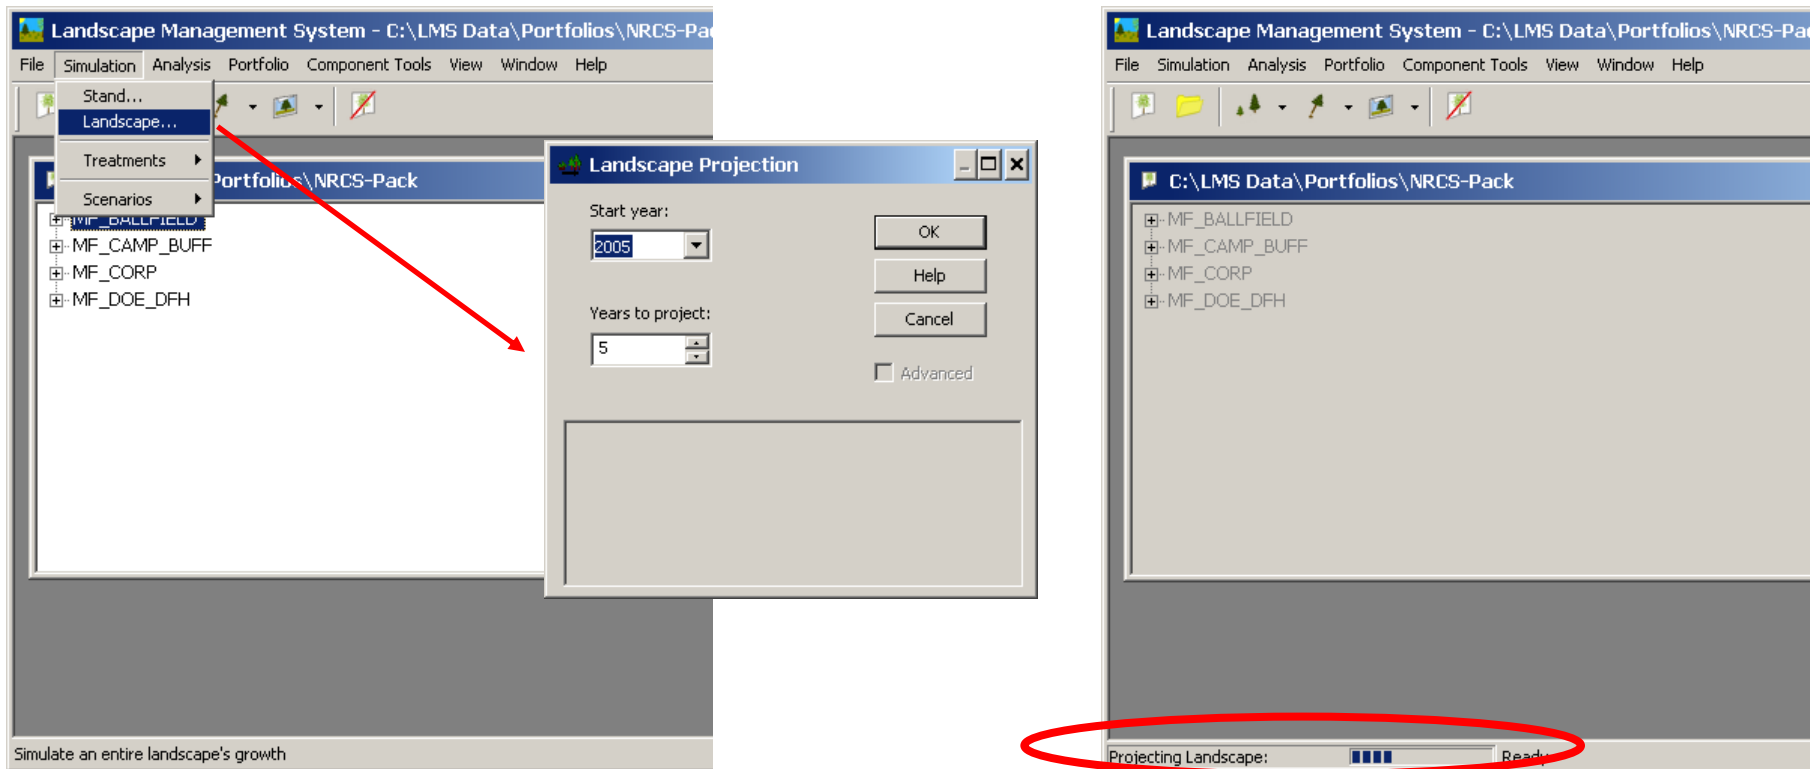 Landscape Management System - C:\LMS Data\Portfolios\NRCS-Pac
File Simulation Analysis Portfolio Component Tools View Window Help
Stand...
Landscape...
Treatments
Scenarios
Portfolios\NRCS-Pack
MF_BALLFIELD
MF_CAMP_BUFF
MF_CORP
MF_DOE_DFH
Simulate an entire landscape's growth
Landscape Projection
Start year:
2005
Years to project:
5
OK
Help
Cancel
Advanced
Landscape Management System - C:\LMS Data\Portfolios\NRCS-Pa
File Simulation Analysis Portfolio Component Tools View Window Help
C:\LMS Data\Portfolios\NRCS-Pack
MF_BALLFIELD
MF_CAMP_BUFF
MF_CORP
MF_DOE_DFH
Projecting Landscape: Ready